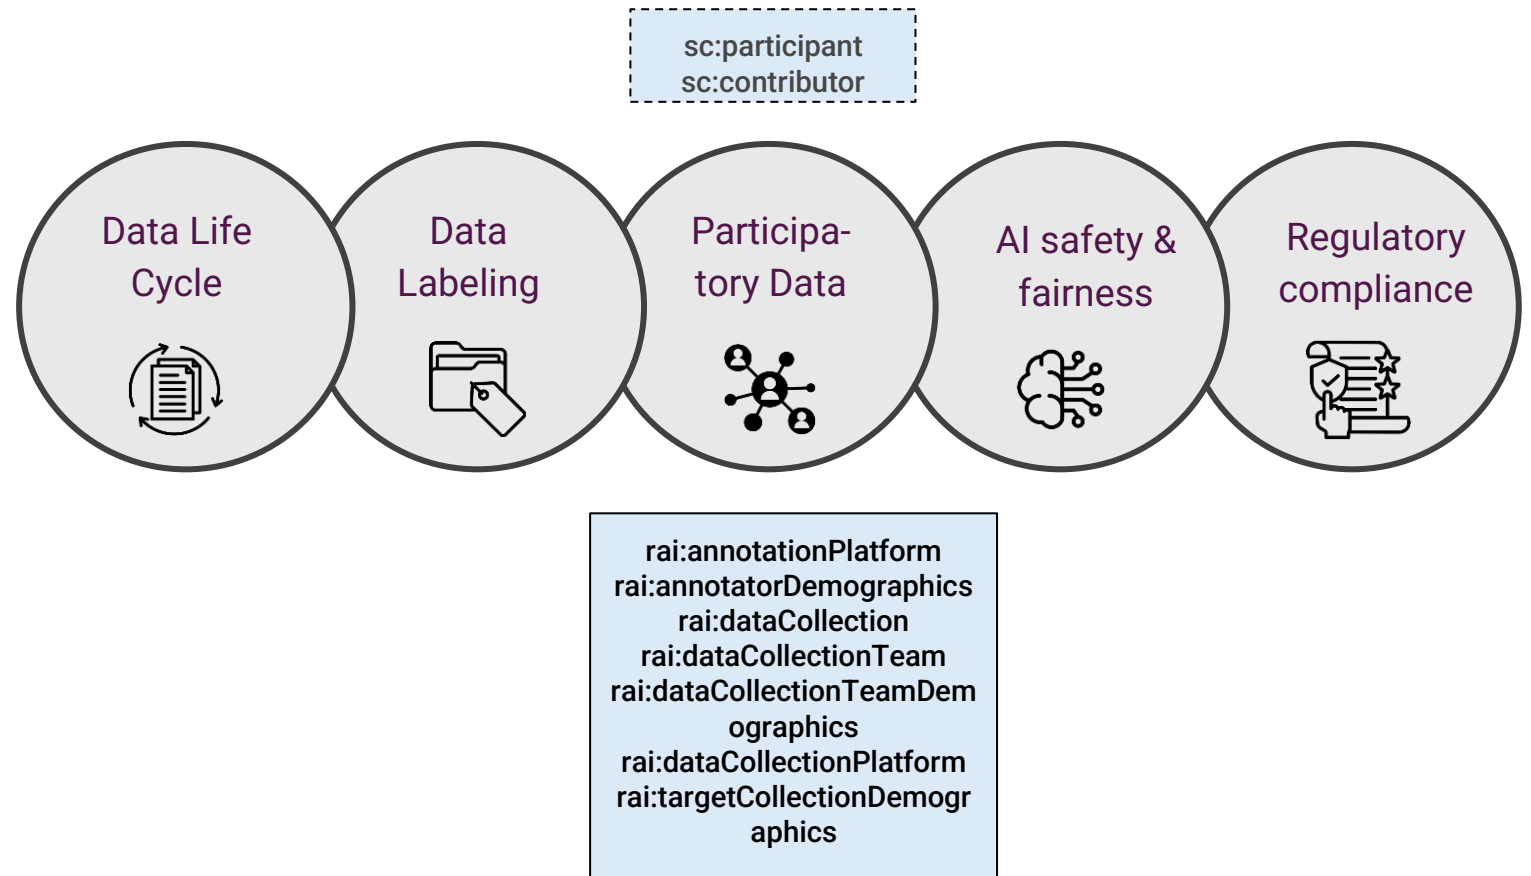 sc:participant
sc:contributor
Data Life
Cycle
Data
Labeling
Participa-
tory Data
AI safety &
fairness
Regulatory
compliance
rai:annotationPlatform
rai:annotatorDemographics
rai:dataCollection
rai:dataCollectionTeam
rai:dataCollectionTeamDem
ographics
rai:dataCollectionPlatform
rai:targetCollectionDemogr
aphics